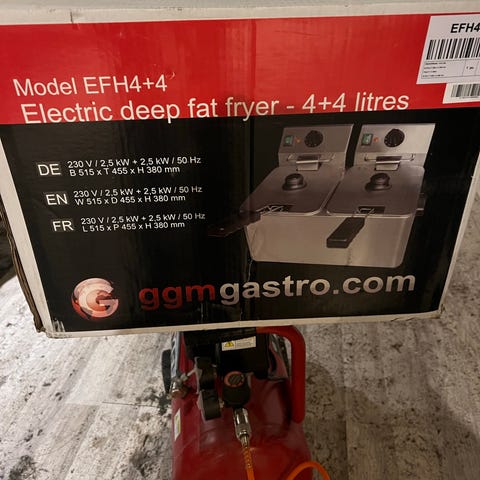 EFH4
Model EFH4+4
Electric deep fat fryer - 4+4 litres
DE 230 V / 2,5 kW + 2,5 kW / 50 Hz
B 515 x T 455 x H 380 mm
EN 230 V / 2,5 kW + 2,5 kW / 50 Hz
W 515 x D 455 x H 380 mm
FR 230 V / 2,5 kW + 2,5 kW / 50 Hz
L 515 x P 455 x H 380 mm
G ggmgastro.com